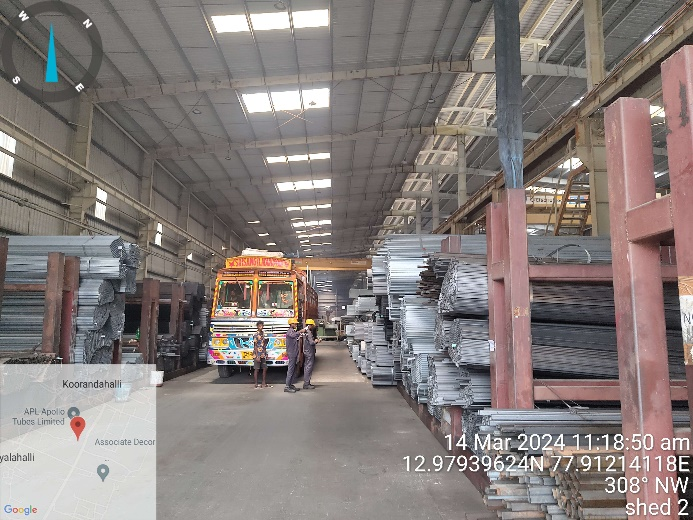 N
W
E
S
Koorandahalli
APL Apollo
Tubes Limited
Associate Decor
yalahalli
Google
14 Mar 2024 11:18:50 am
12.97939624N 77.91214118E
308° NW
shed 2